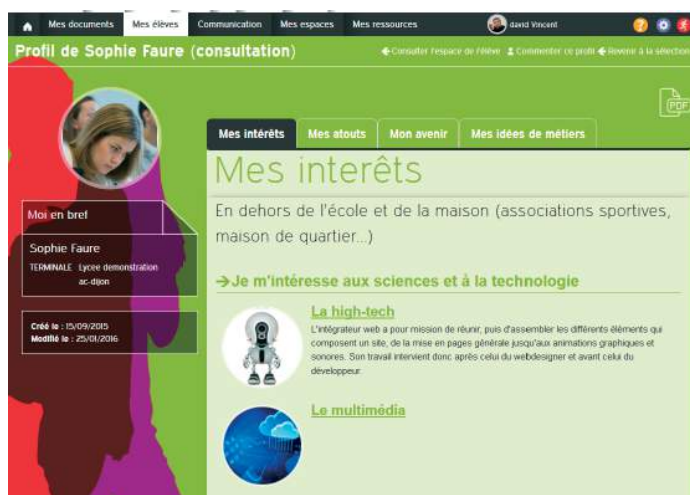 Mes documents Mes élèves Communication Mes espaces Mes ressources david Vincent
Profil de Sophie Faure (consultation) Consulter l'espace de l'élève Commenter ce profil Revenir à la sélection
PDF
Mes intérêts Mes atouts Mon avenir Mes idées de métiers
Mes interêts
En dehors de l'école et de la maison (associations sportives,
maison de quartier...)
Moi en bref
Sophie Faure
TERMINALE Lycee demonstration
ac-dijon
→Je m'intéresse aux sciences et à la technologie
Créé le : 15/09/2015
Modifié le : 25/01/2016
La high-tech
L'intégrateur web a pour mission de réunir, puis d'assembler les différents éléments qui
composent un site, de la mise en pages générale jusqu'aux animations graphiques et
sonores. Son travail intervient donc après celui du webdesigner et avant celui du
développeur.
Le multimédia